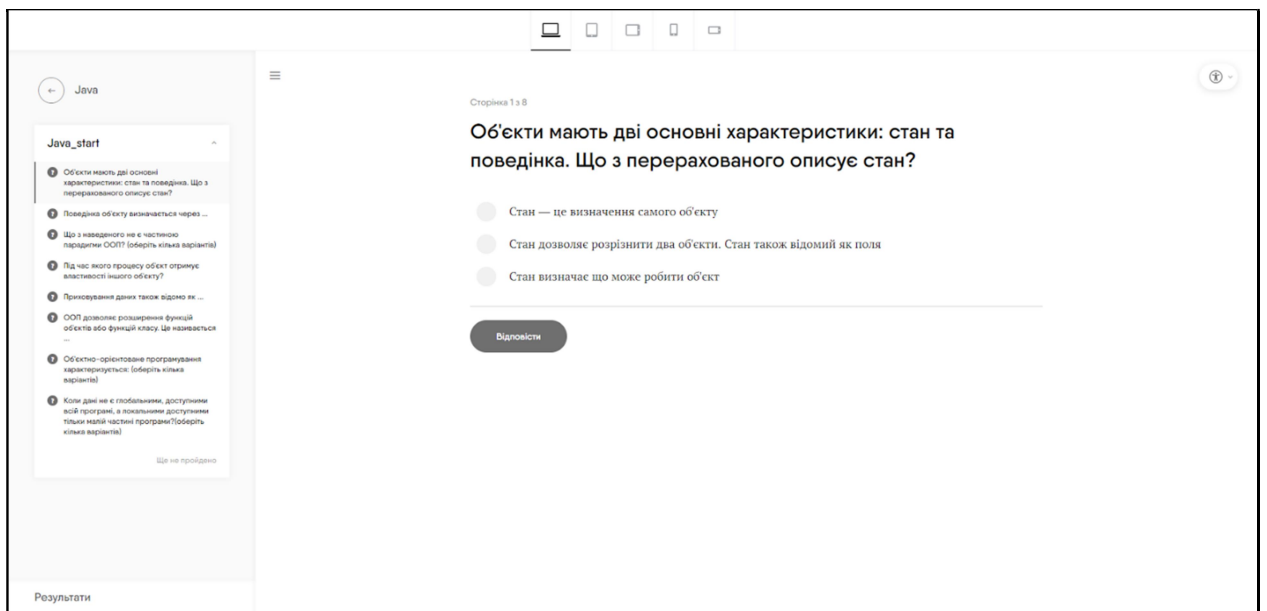 Java
Java_start
Об'єкти мають дві основні
характеристики: стан та поведінка. Що з
перерахованого описує стан?
Поведінка об'єкту визначається через ...
Що з наведеного не є частиною
парадигми ООП? (оберіть кілька варіантів)
Під час якого процесу об'єкт отримує
властивості іншого об'єкту?
Приховування даних також відомо як ...
ООП дозволяє розширення функцій
об'єктів або функцій класу. Це називається
...
Об'єктно-орієнтоване програмування
характеризується: (оберіть кілька
варіантів)
Коли дані не є глобальними, доступними
всій програмі, а локальними доступними
тільки малій частині програми?(оберіть
кілька варіантів)
Ще не пройдено
Результати
Сторінка 1 з 8
Об'єкти мають дві основні характеристики: стан та
поведінка. Що з перерахованого описує стан?
Стан — це визначення самого об'єкту
Стан дозволяє розрізнити два об'єкти. Стан також відомий як поля
Стан визначає що може робити об'єкт
Відповісти